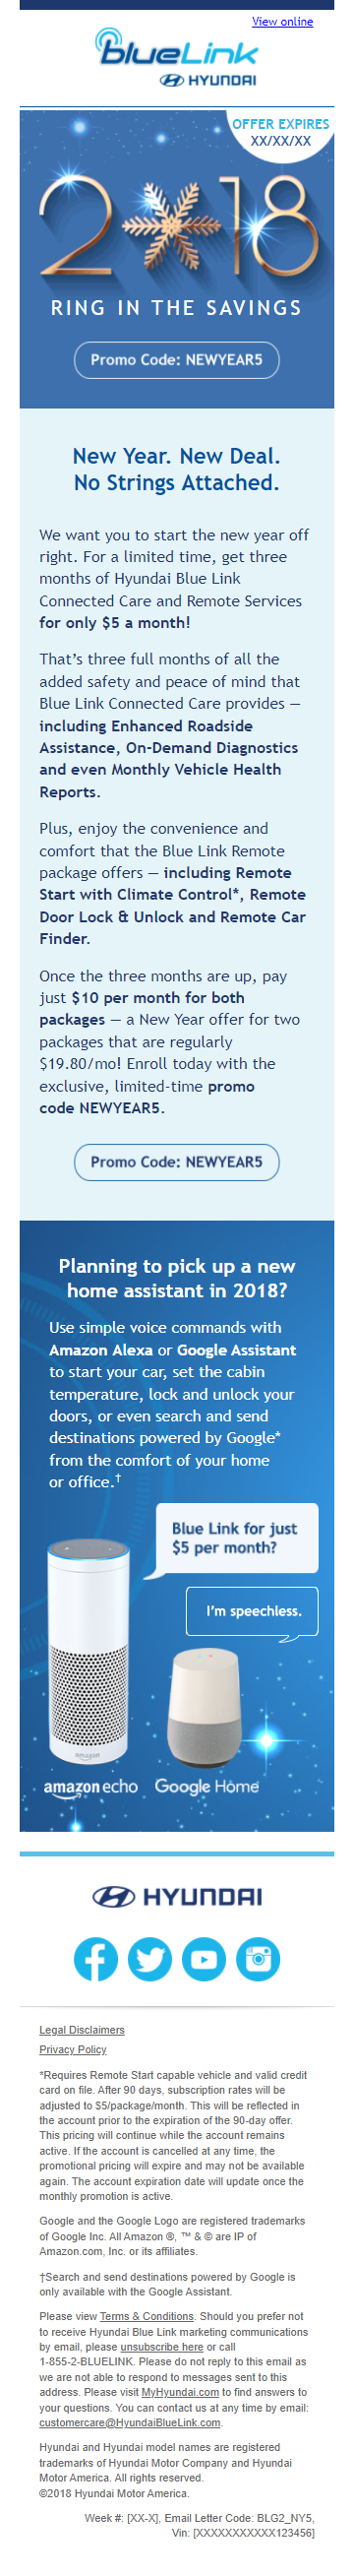 View online
blueLink
HYUNDAI
OFFER EXPIRES
XX/XX/XX
2018
RING IN THE SAVINGS
Promo Code: NEWYEAR5
New Year. New Deal.
No Strings Attached.
We want you to start the new year off
right. For a limited time, get three
months of Hyundai Blue Link
Connected Care and Remote Services
for only $5 a month!
That's three full months of all the
added safety and peace of mind that
Blue Link Connected Care provides —
including Enhanced Roadside
Assistance, On-Demand Diagnostics
and even Monthly Vehicle Health
Reports.
Plus, enjoy the convenience and
comfort that the Blue Link Remote
package offers — including Remote
Start with Climate Control*, Remote
Door Lock & Unlock and Remote Car
Finder.
Once the three months are up, pay
just $10 per month for both
packages — a New Year offer for two
packages that are regularly
$19.80/mo! Enroll today with the
exclusive, limited-time promo
code NEWYEAR5.
Promo Code: NEWYEAR5
Planning to pick up a new
home assistant in 2018?
Use simple voice commands with
Amazon Alexa or Google Assistant
to start your car, set the cabin
temperature, lock and unlock your
doors, or even search and send
destinations powered by Google*
from the comfort of your home
or office.†
Blue Link for just
$5 per month?
I'm speechless.
amazon
amazon echo
Google Home
HYUNDAI
Legal Disclaimers
Privacy Policy
*Requires Remote Start capable vehicle and valid credit
card on file. After 90 days, subscription rates will be
adjusted to $5/package/month. This will be reflected in
the account prior to the expiration of the 90-day offer.
This pricing will continue while the account remains
active. If the account is cancelled at any time, the
promotional pricing will expire and may not be available
again. The account expiration date will update once the
monthly promotion is active.
Google and the Google Logo are registered trademarks
of Google Inc. All Amazon ®, ™ & © are IP of
Amazon.com, Inc. or its affiliates.
†Search and send destinations powered by Google is
only available with the Google Assistant.
Please view Terms & Conditions. Should you prefer not
to receive Hyundai Blue Link marketing communications
by email, please unsubscribe here or call
1-855-2-BLUELINK. Please do not reply to this email as
we are not able to respond to messages sent to this
address. Please visit MyHyundai.com to find answers to
your questions. You can contact us at any time by email:
customercare@HyundaiBlueLink.com.
Hyundai and Hyundai model names are registered
trademarks of Hyundai Motor Company and Hyundai
Motor America. All rights reserved.
©2018 Hyundai Motor America.
Week #: [XX-X], Email Letter Code: BLG2_NY5,
Vin: [XXXXXXXXXXX123456]